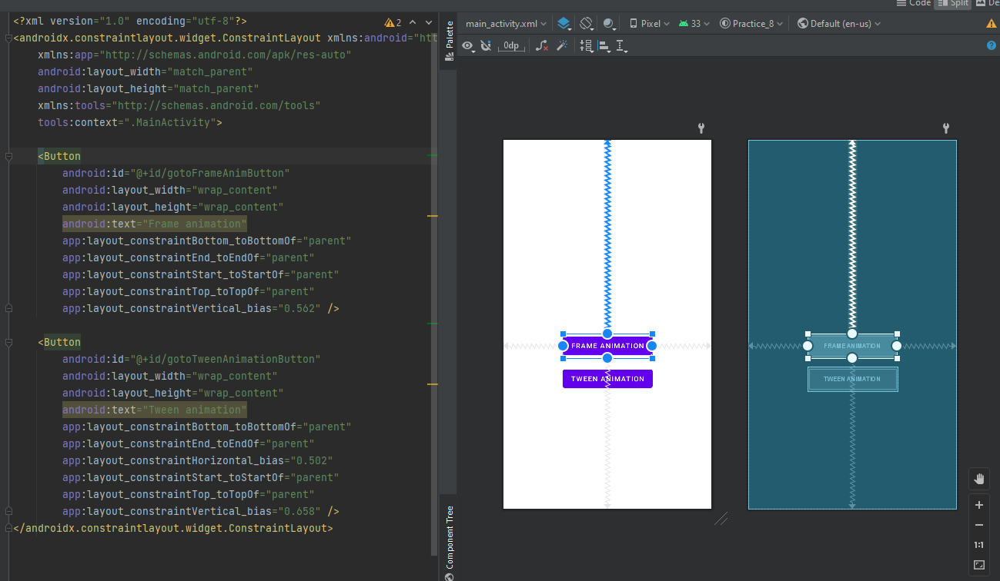 Code Split De
main_activity.xml Pixel 33 Practice_8 Default (en-us)
0dp
<?xml version="1.0" encoding="utf-8"?>
2
<androidx.constraintlayout.widget.ConstraintLayout xmlns:android="htt
xmlns:app="http://schemas.android.com/apk/res-auto"
android:layout_width="match_parent"
android:layout_height="match_parent"
xmlns:tools="http://schemas.android.com/tools"
tools:context=".MainActivity">
<Button
android:id="@+id/gotoFrameAnimButton"
android:layout_width="wrap_content"
android:layout_height="wrap_content"
android:text="Frame animation"
app:layout_constraintBottom_toBottomOf="parent"
app:layout_constraintEnd_toEndOf="parent"
app:layout_constraintStart_toStartOf="parent"
app:layout_constraintTop_toTopOf="parent"
app:layout_constraintVertical_bias="0.562" />
<Button
android:id="@+id/gotoTweenAnimationButton"
android:layout_width="wrap_content"
android:layout_height="wrap_content"
android:text="Tween animation"
app:layout_constraintBottom_toBottomOf="parent"
app:layout_constraintEnd_toEndOf="parent"
app:layout_constraintHorizontal_bias="0.502"
app:layout_constraintStart_toStartOf="parent"
app:layout_constraintTop_toTopOf="parent"
app:layout_constraintVertical_bias="0.658" />
</androidx.constraintlayout.widget.ConstraintLayout>
Palette
Component Tree
FRAME ANIMATION
TWEEN ANIMATION
FRAME ANIMATION
TWEEN ANIMATION
1:1